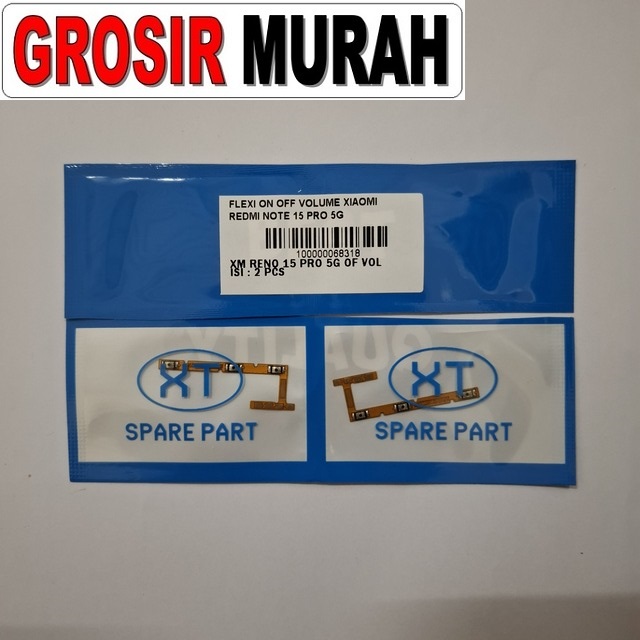 GROSIR MURAH
FLEXI ON OFF VOLUME XIAOMI
REDMI NOTE 15 PRO 5G
100000068318
XM RENO 15 PRO 5G OF VOL
ISI : 2 PCS
QUALITY
XT
SPARE PART
XT
SPARE PART